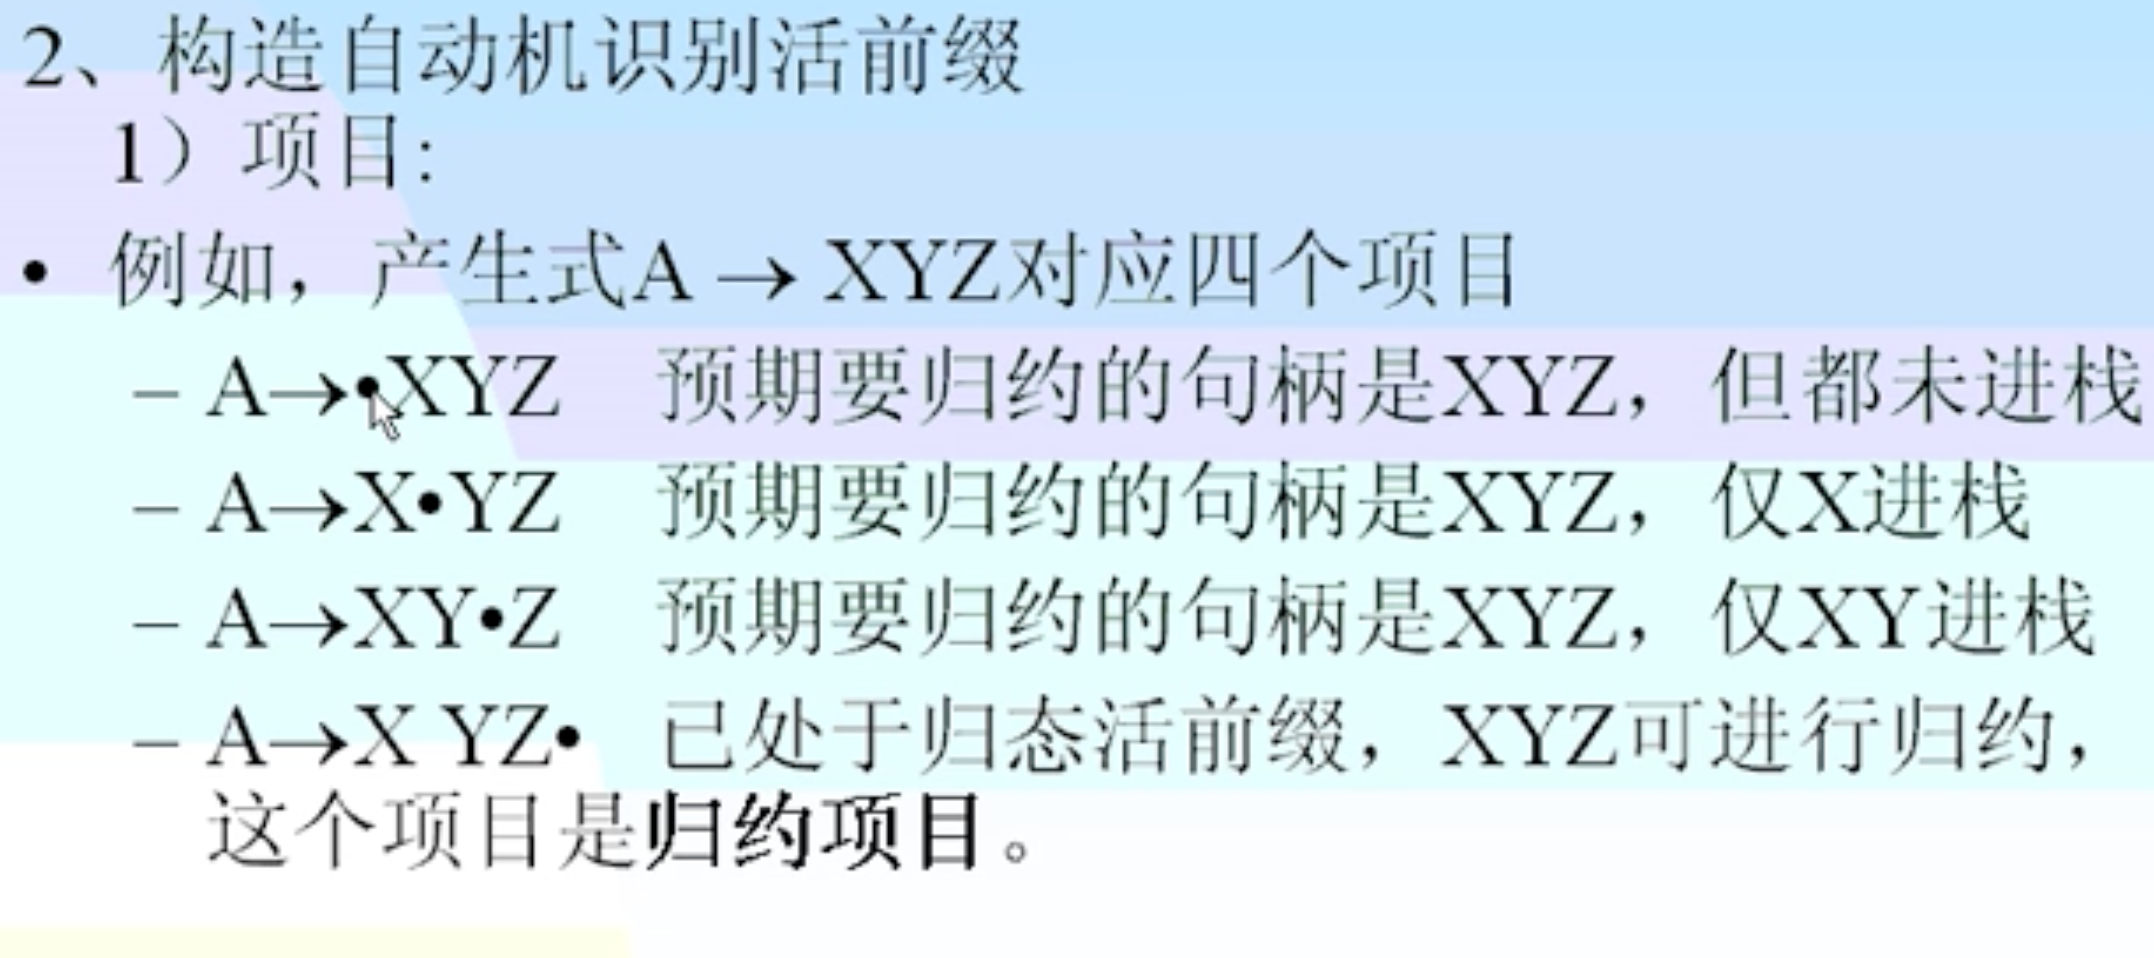 2、构造自动机识别活前缀
1）项目:
• 例如，产生式A → XYZ对应四个项目
– A→•XYZ 预期要归约的句柄是XYZ，但都未进栈
– A→X•YZ 预期要归约的句柄是XYZ，仅X进栈
– A→XY•Z 预期要归约的句柄是XYZ，仅XY进栈
– A→X YZ• 已处于归态活前缀，XYZ可进行归约，
这个项目是归约项目。